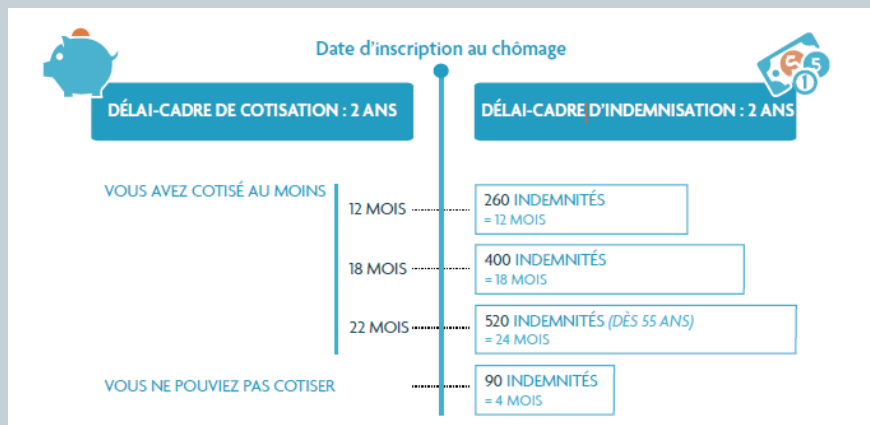 Date d'inscription au chômage
5
1
DÉLAI-CADRE DE COTISATION : 2 ANS
DÉLAI-CADRE D'INDEMNISATION : 2 ANS
VOUS AVEZ COTISÉ AU MOINS
12 MOIS
260 INDEMNITÉS
= 12 MOIS
18 MOIS
400 INDEMNITÉS
= 18 MOIS
22 MOIS
520 INDEMNITÉS (DÈS 55 ANS)
= 24 MOIS
VOUS NE POUVIEZ PAS COTISER
90 INDEMNITÉS
= 4 MOIS